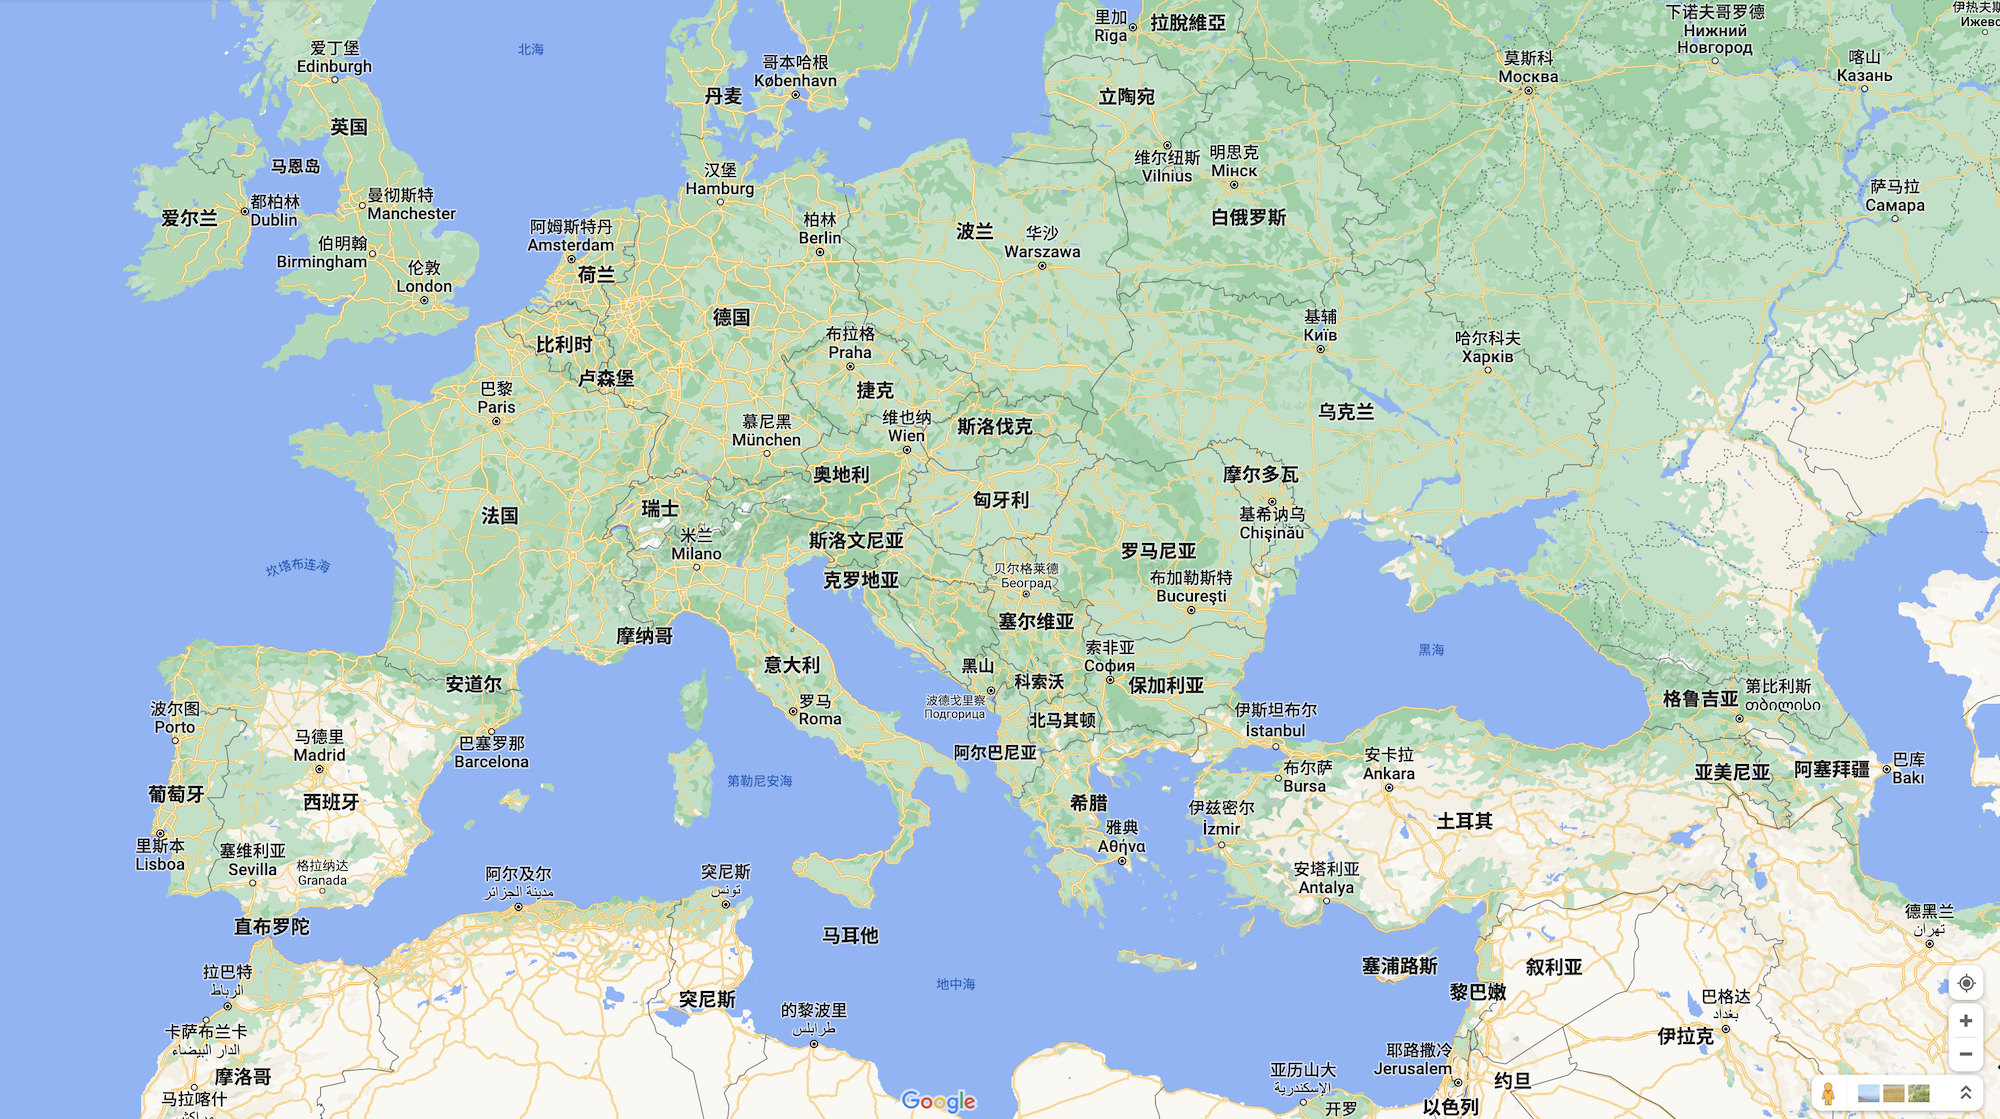 里加
Rīga
拉脫維亞
下诺夫哥罗德
Нижний
Новгород
爱丁堡
Edinburgh
北海
哥本哈根
København
丹麦
立陶宛
莫斯科
Москва
喀山
Казань
英国
马恩岛
维尔纽斯
Vilnius
明思克
Мінск
汉堡
Hamburg
萨马拉
Самара
曼彻斯特
Manchester
都柏林
Dublin
爱尔兰
白俄罗斯
阿姆斯特丹
Amsterdam
柏林
Berlin
波兰
华沙
Warszawa
伯明翰
Birmingham
伦敦
London
荷兰
德国
基辅
Київ
比利时
布拉格
Praha
哈尔科夫
Харків
卢森堡
巴黎
Paris
捷克
乌克兰
慕尼黑
München
维也纳
Wien
斯洛伐克
奥地利
摩尔多瓦
法国
瑞士
匈牙利
基希讷乌
Chișinău
米兰
Milano
斯洛文尼亚
罗马尼亚
坎塔布连海
克罗地亚
贝尔格莱德
Београд
布加勒斯特
București
塞尔维亚
摩纳哥
黑海
意大利
黑山
索非亚
София
安道尔
科索沃
保加利亚
格鲁吉亚
第比利斯
თბილისი
波尔图
Porto
罗马
Roma
波德戈里察
Подгорица
北马其顿
伊斯坦布尔
İstanbul
马德里
Madrid
巴塞罗那
Barcelona
阿尔巴尼亚
安卡拉
Ankara
布尔萨
Bursa
亚美尼亚
阿塞拜疆
巴库
Bakı
第勒尼安海
葡萄牙
西班牙
希腊
伊兹密尔
İzmir
土耳其
雅典
Αθήνα
里斯本
Lisboa
塞维利亚
Sevilla
格拉纳达
Granada
阿尔及尔
مدينة الجزائر
突尼斯
تونس
安塔利亚
Antalya
德黑兰
تهران
直布罗陀
马耳他
拉巴特
الرباط
塞浦路斯
叙利亚
地中海
黎巴嫩
突尼斯
的黎波里
طرابلس
巴格达
بغداد
伊拉克
卡萨布兰卡
الدار البيضاء
耶路撒冷
Jerusalem
摩洛哥
亚历山大
الإسكندرية
约旦
马拉喀什
Google
开罗
以色列